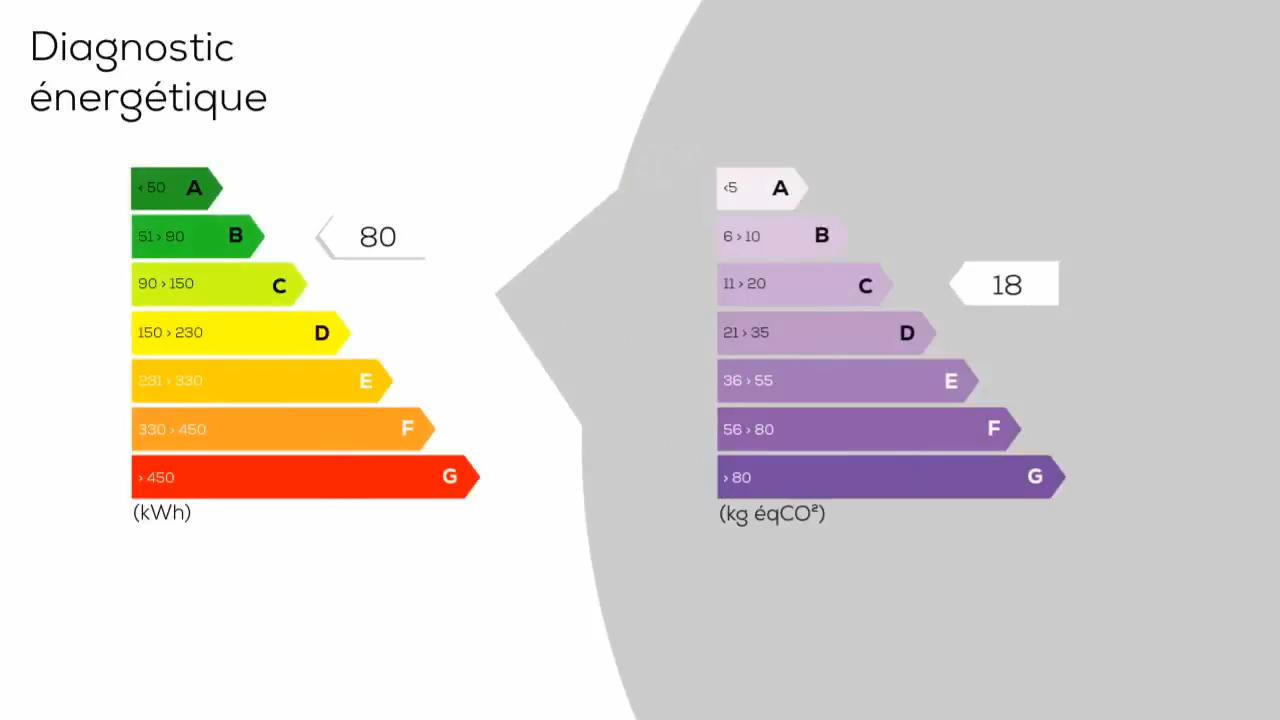 Diagnostic
énergétique
< 50 A
51 > 90 B
80
90 > 150 C
150 > 230 D
231 > 330 E
330 > 450 F
> 450 G
(kWh)
<5 A
6 > 10 B
11 > 20 C
18
21 > 35 D
36 > 55 E
56 > 80 F
> 80 G
(kg éqCO²)